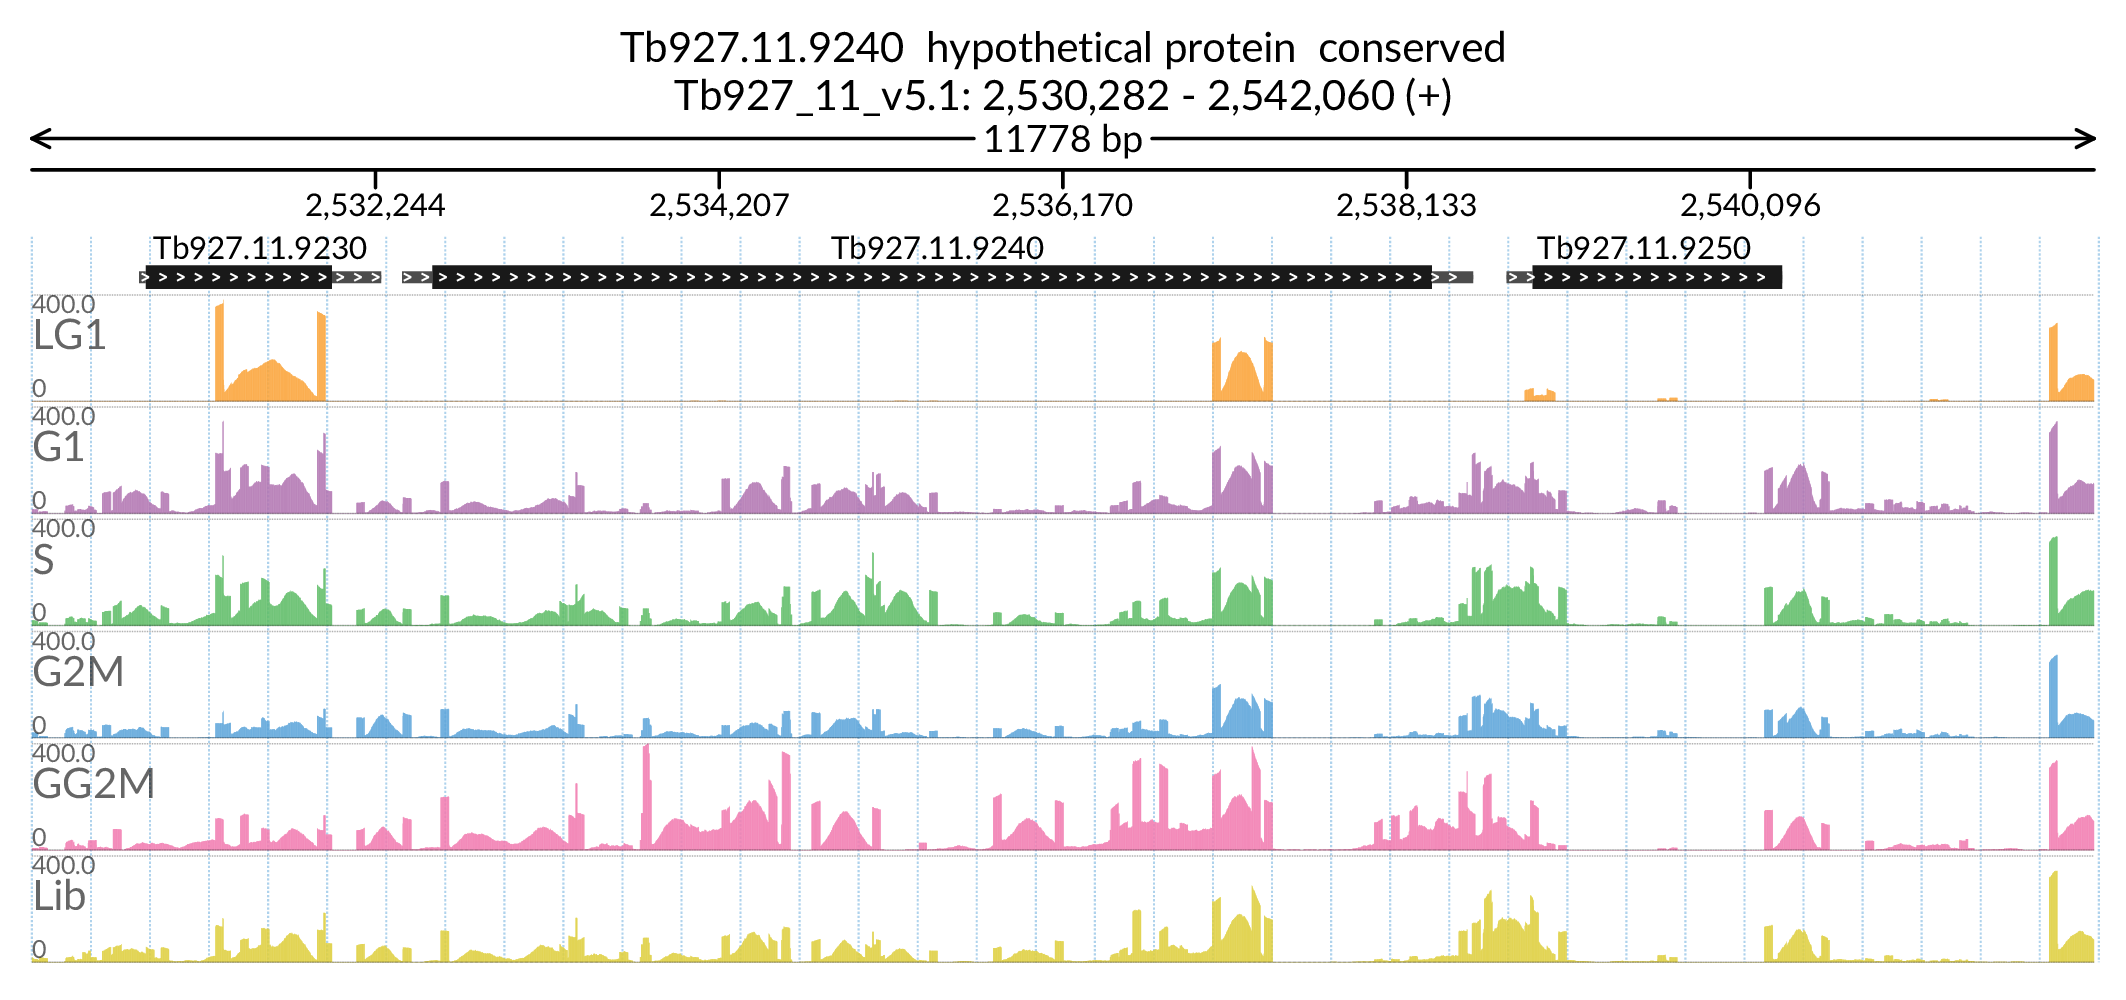 Tb927.11.9240  hypothetical protein  conserved
Tb927_11_v5.1: 2,530,282 - 2,542,060 (+)
11778 bp
2,532,244 2,534,207 2,536,170 2,538,133 2,540,096
Tb927.11.9230 Tb927.11.9240 Tb927.11.9250
400.0
LG1
0
400.0
G1
0
400.0
S
0
400.0
G2M
0
400.0
GG2M
0
400.0
Lib
0